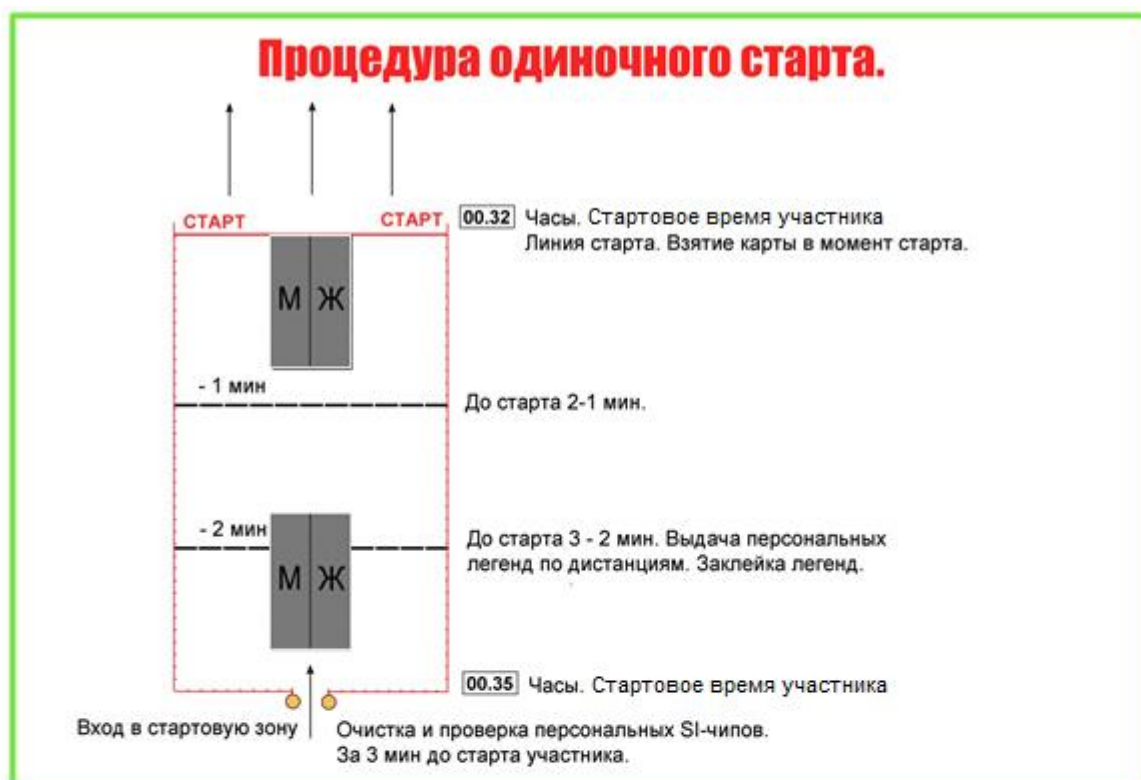 Процедура одиночного старта.
СТАРТ
СТАРТ
00.32 Часы. Стартовое время участника
Линия старта. Взятие карты в момент старта.
М Ж
- 1 мин
До старта 2-1 мин.
- 2 мин
До старта 3 - 2 мин. Выдача персональных
легенд по дистанциям. Заклейка легенд.
М Ж
00.35 Часы. Стартовое время участника
Вход в стартовую зону
Очистка и проверка персональных SI-чипов.
За 3 мин до старта участника.